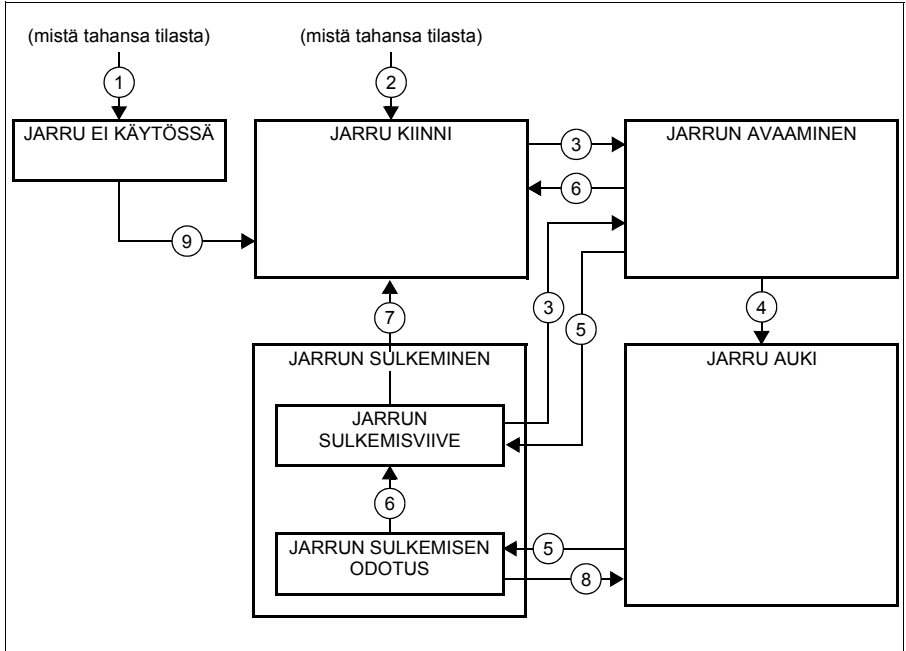 (mistä tahansa tilasta)
(mistä tahansa tilasta)
1
2
JARRU EI KÄYTÖSSÄ
JARRU KIINNI
JARRUN AVAAMINEN
3
6
9
3
5
4
7
JARRUN SULKEMINEN
JARRU AUKI
JARRUN
SULKEMISVIIVE
6
JARRUN SULKEMISEN
ODOTUS
5
8